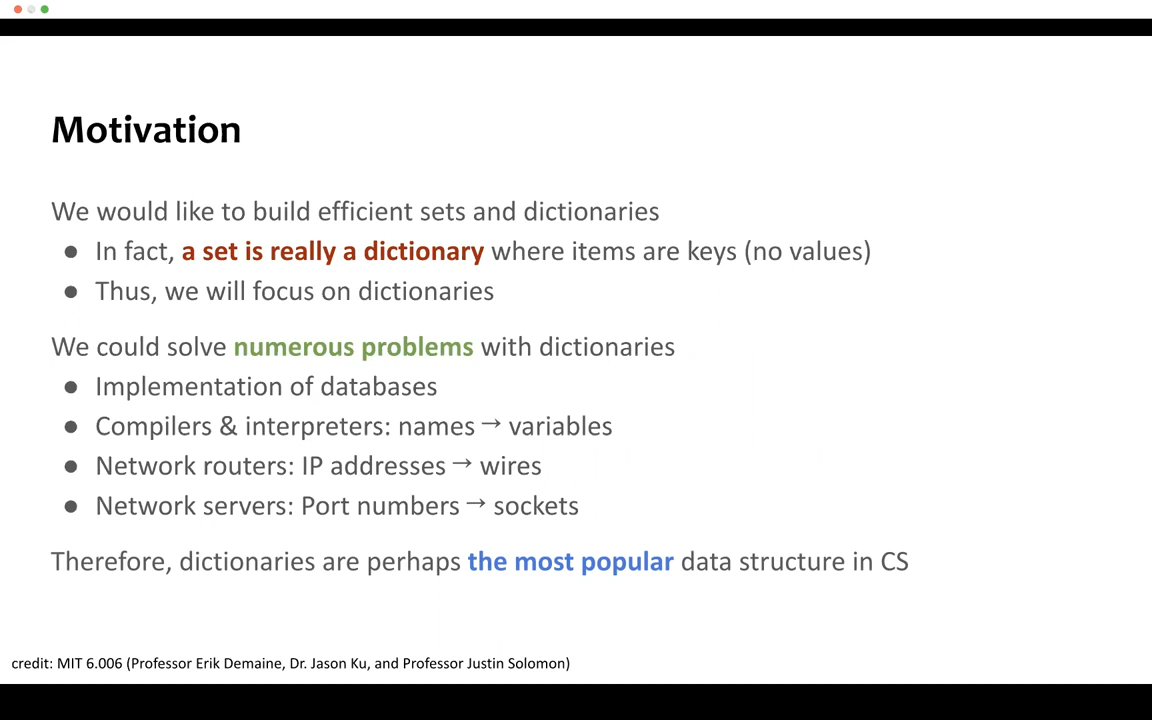 Motivation
We would like to build efficient sets and dictionaries
● In fact, a set is really a dictionary where items are keys (no values)
● Thus, we will focus on dictionaries
We could solve numerous problems with dictionaries
● Implementation of databases
● Compilers & interpreters: names → variables
● Network routers: IP addresses → wires
● Network servers: Port numbers → sockets
Therefore, dictionaries are perhaps the most popular data structure in CS
credit: MIT 6.006 (Professor Erik Demaine, Dr. Jason Ku, and Professor Justin Solomon)